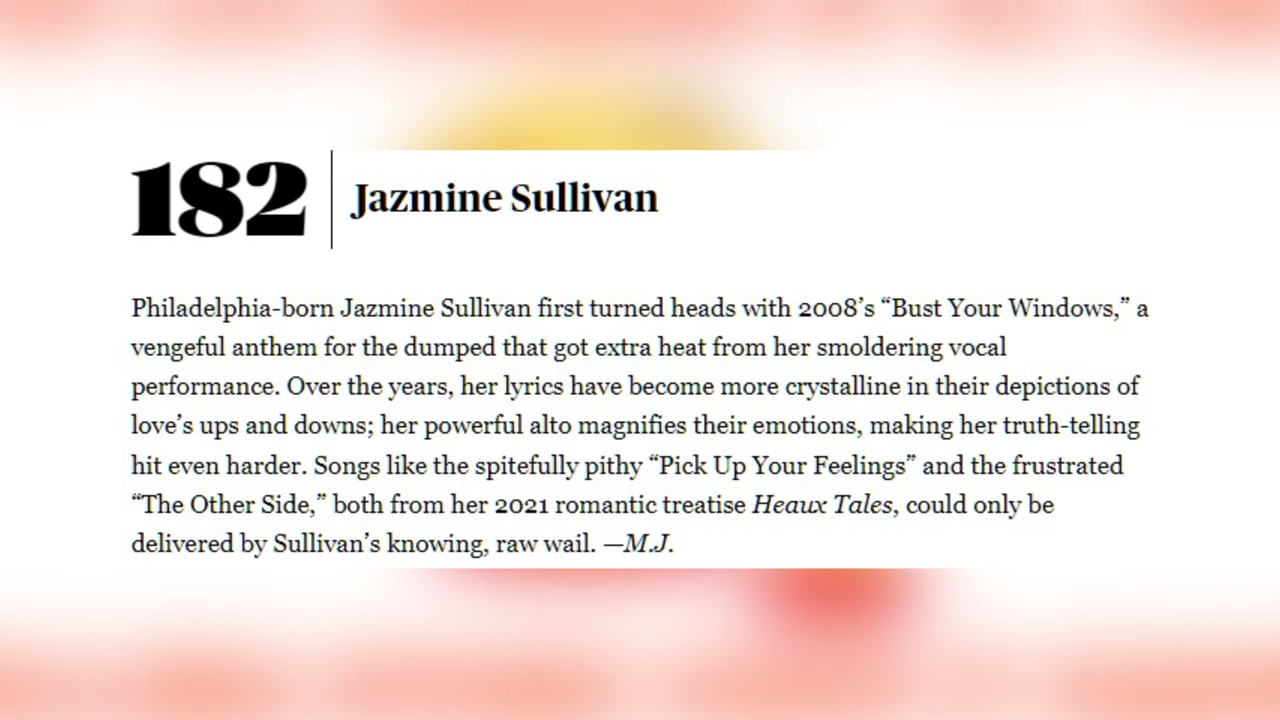 182
Jazmine Sullivan
Philadelphia-born Jazmine Sullivan first turned heads with 2008’s “Bust Your Windows,” a
vengeful anthem for the dumped that got extra heat from her smoldering vocal
performance. Over the years, her lyrics have become more crystalline in their depictions of
love’s ups and downs; her powerful alto magnifies their emotions, making her truth-telling
hit even harder. Songs like the spitefully pithy “Pick Up Your Feelings” and the frustrated
“The Other Side,” both from her 2021 romantic treatise Heaux Tales, could only be
delivered by Sullivan’s knowing, raw wail. —M.J.